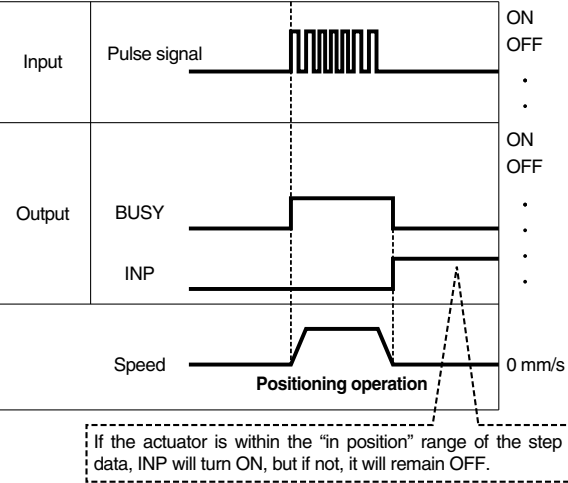 ON
OFF
Input
Pulse signal
ON
OFF
Output
BUSY
INP
Speed
0 mm/s
Positioning operation
If the actuator is within the “in position” range of the step
data, INP will turn ON, but if not, it will remain OFF.